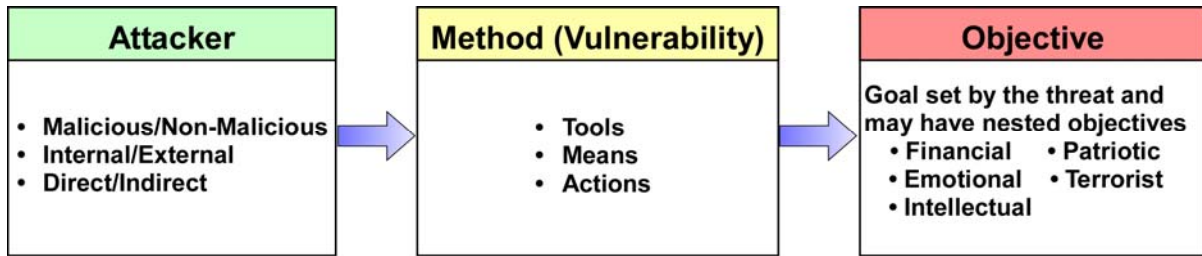 Attacker
• Malicious/Non-Malicious
• Internal/External
• Direct/Indirect
Method (Vulnerability)
• Tools
• Means
• Actions
Objective
Goal set by the threat and
may have nested objectives
• Financial • Patriotic
• Emotional • Terrorist
• Intellectual